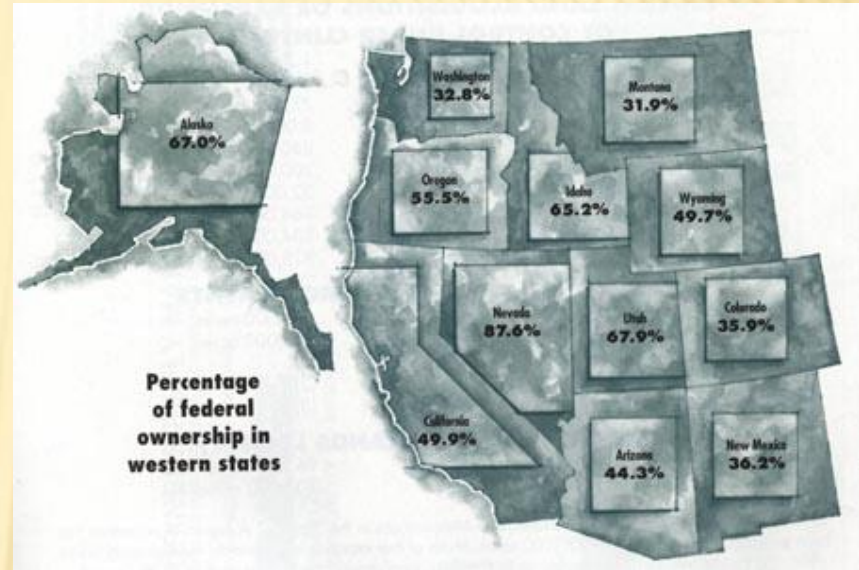 Washington
32.8%
Montana
31.9%
Alaska
67.0%
Oregon
55.5%
Idaho
65.2%
Wyoming
49.7%
Nevada
87.6%
Utah
67.9%
Colorado
35.9%
California
49.9%
Arizona
44.3%
New Mexico
36.2%
Percentage
of federal
ownership in
western states